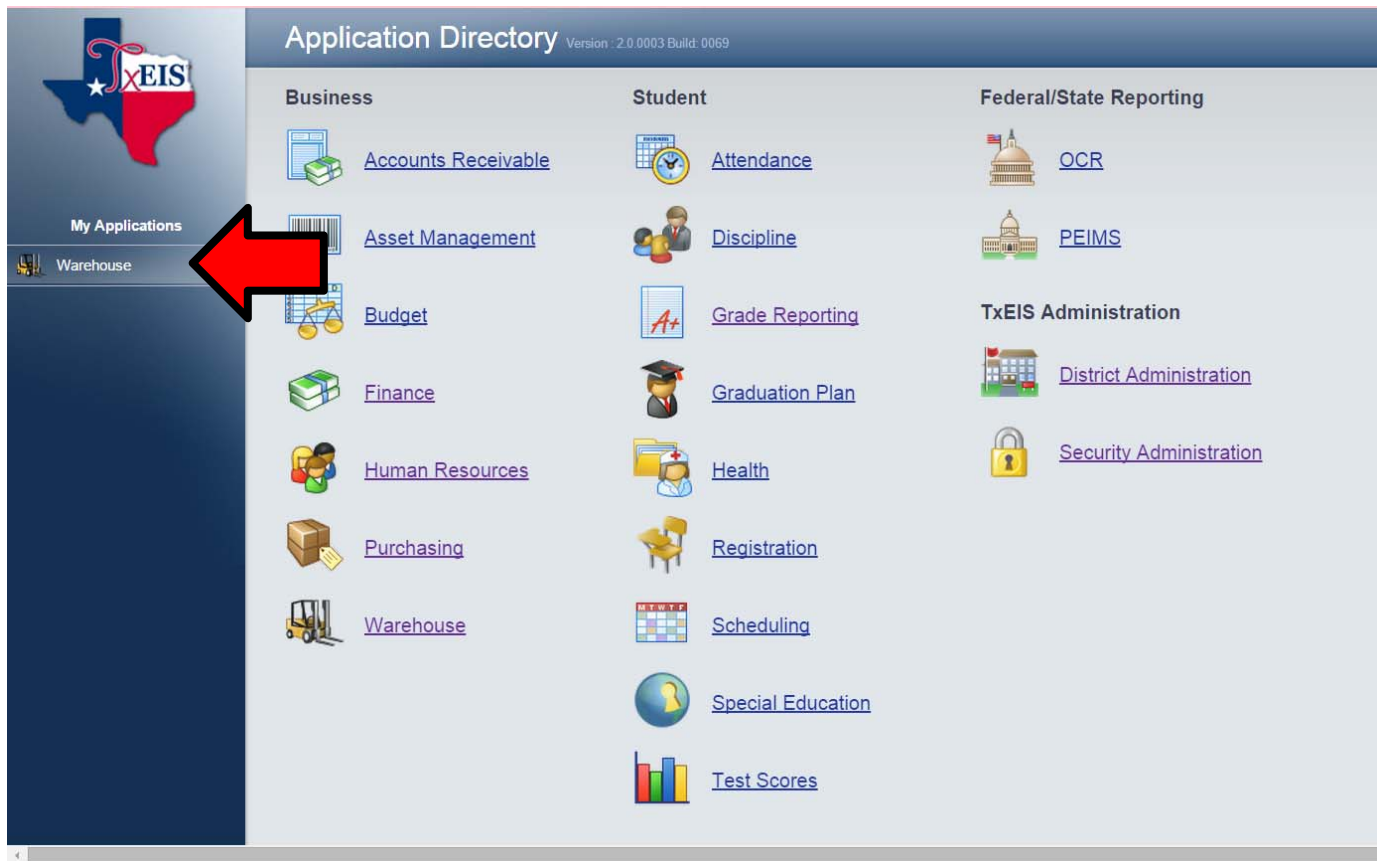 TxEIS
My Applications
Warehouse
Application Directory Version : 2.0.0003 Build: 0069
Business
Accounts Receivable
Asset Management
Budget
Finance
Human Resources
Purchasing
Warehouse
Student
Attendance
Discipline
A+
Grade Reporting
Graduation Plan
Health
Registration
M T W T F
Scheduling
Special Education
Test Scores
Federal/State Reporting
OCR
PEIMS
TxEIS Administration
District Administration
Security Administration